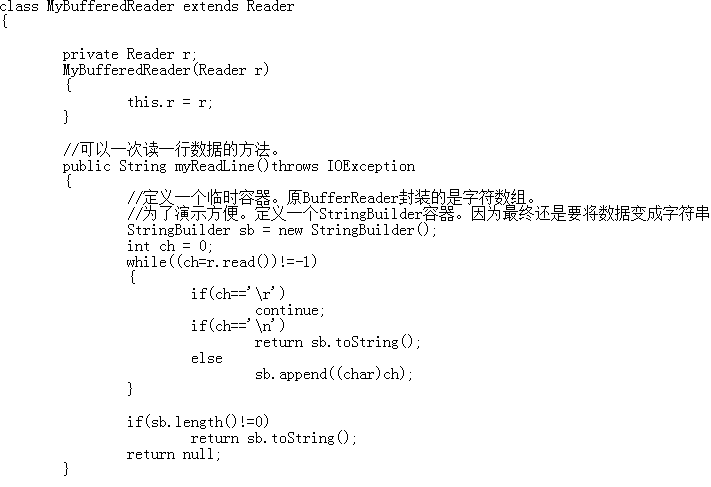 class MyBufferedReader extends Reader
{
private Reader r;
MyBufferedReader(Reader r)
{
this.r = r;
}
//可以一次读一行数据的方法。
public String myReadLine()throws IOException
{
//定义一个临时容器。原BufferReader封装的是字符数组。
//为了演示方便。定义一个StringBuilder容器。因为最终还是要将数据变成字符串
StringBuilder sb = new StringBuilder();
int ch = 0;
while((ch=r.read())!=-1)
{
if(ch=='\r')
continue;
if(ch=='\n')
return sb.toString();
else
sb.append((char)ch);
}
if(sb.length()!=0)
return sb.toString();
return null;
}